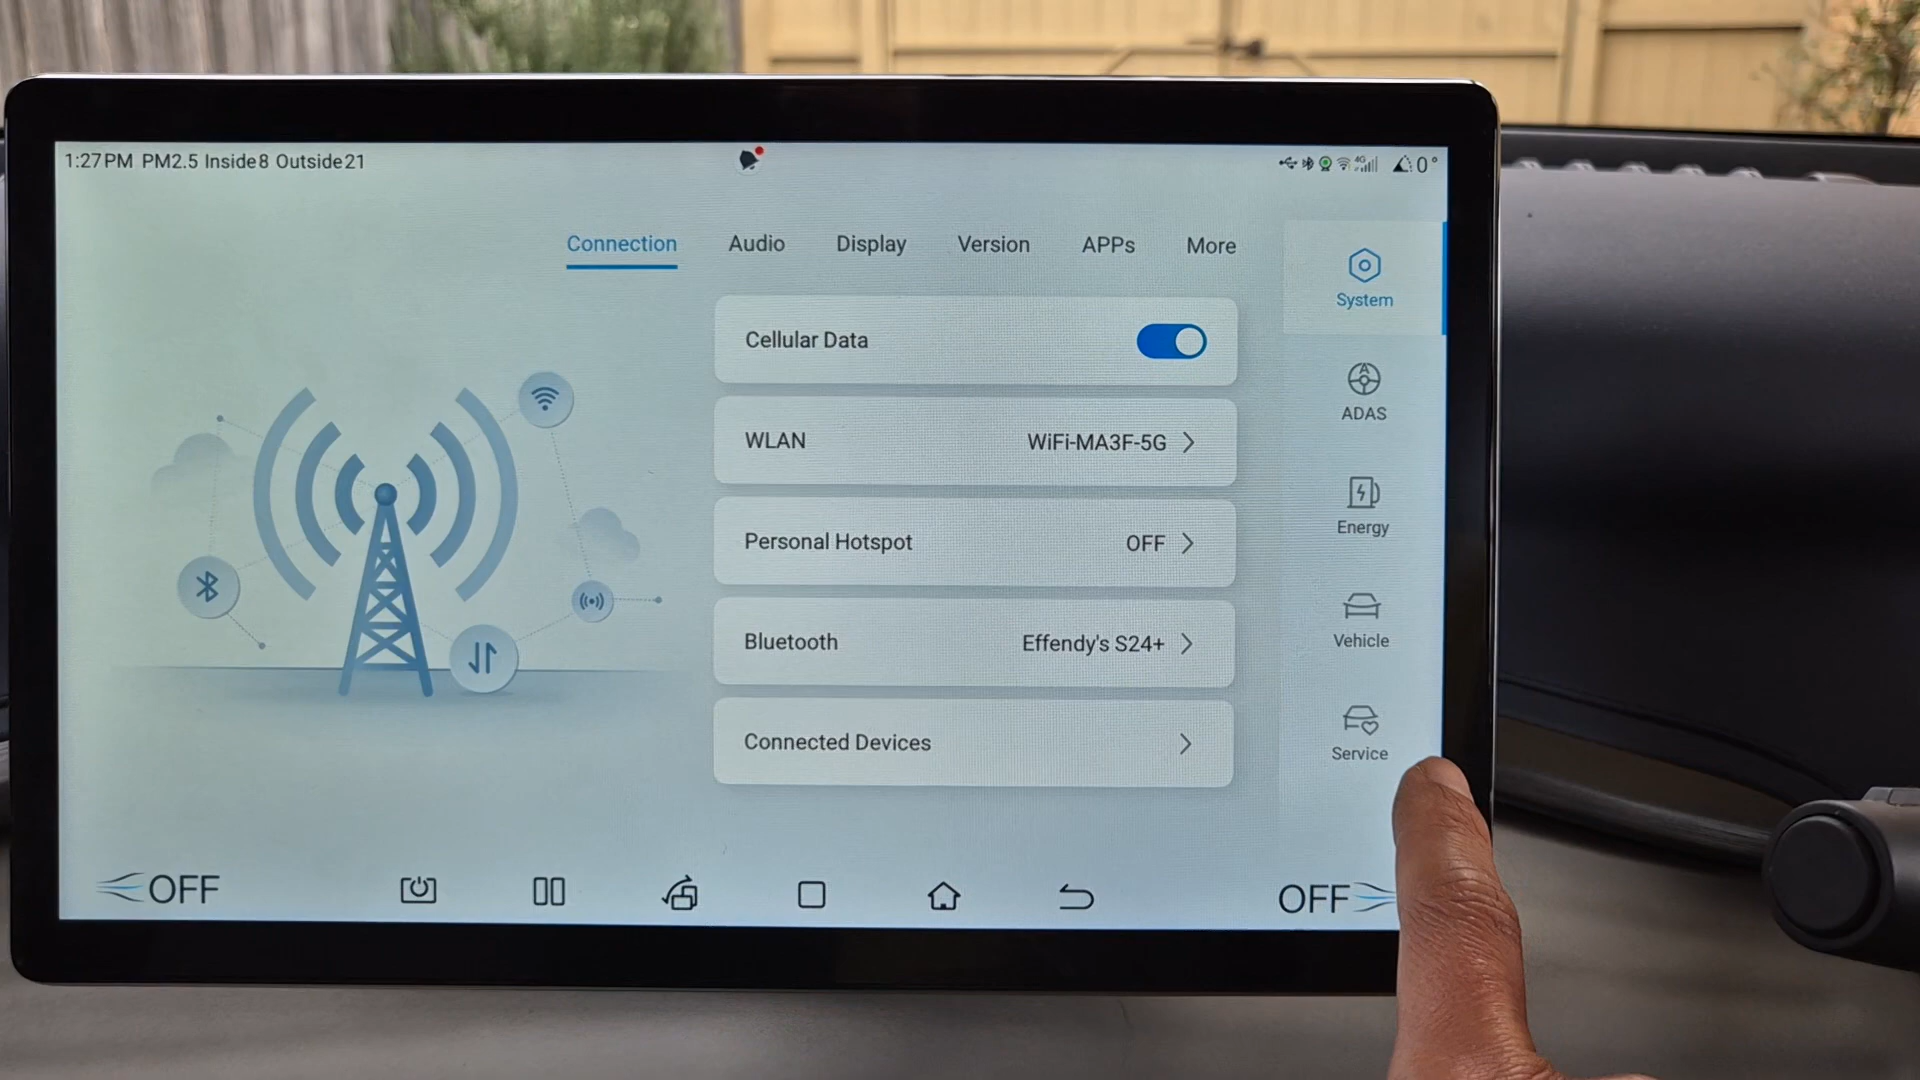 1:27PM PM2.5 Inside8 Outside21
4G
0°
Connection Audio Display Version APPs More
System
Cellular Data
ADAS
WLAN WiFi-MA3F-5G
Energy
Personal Hotspot OFF
Vehicle
Bluetooth Effendy's S24+
Service
Connected Devices
OFF OFF